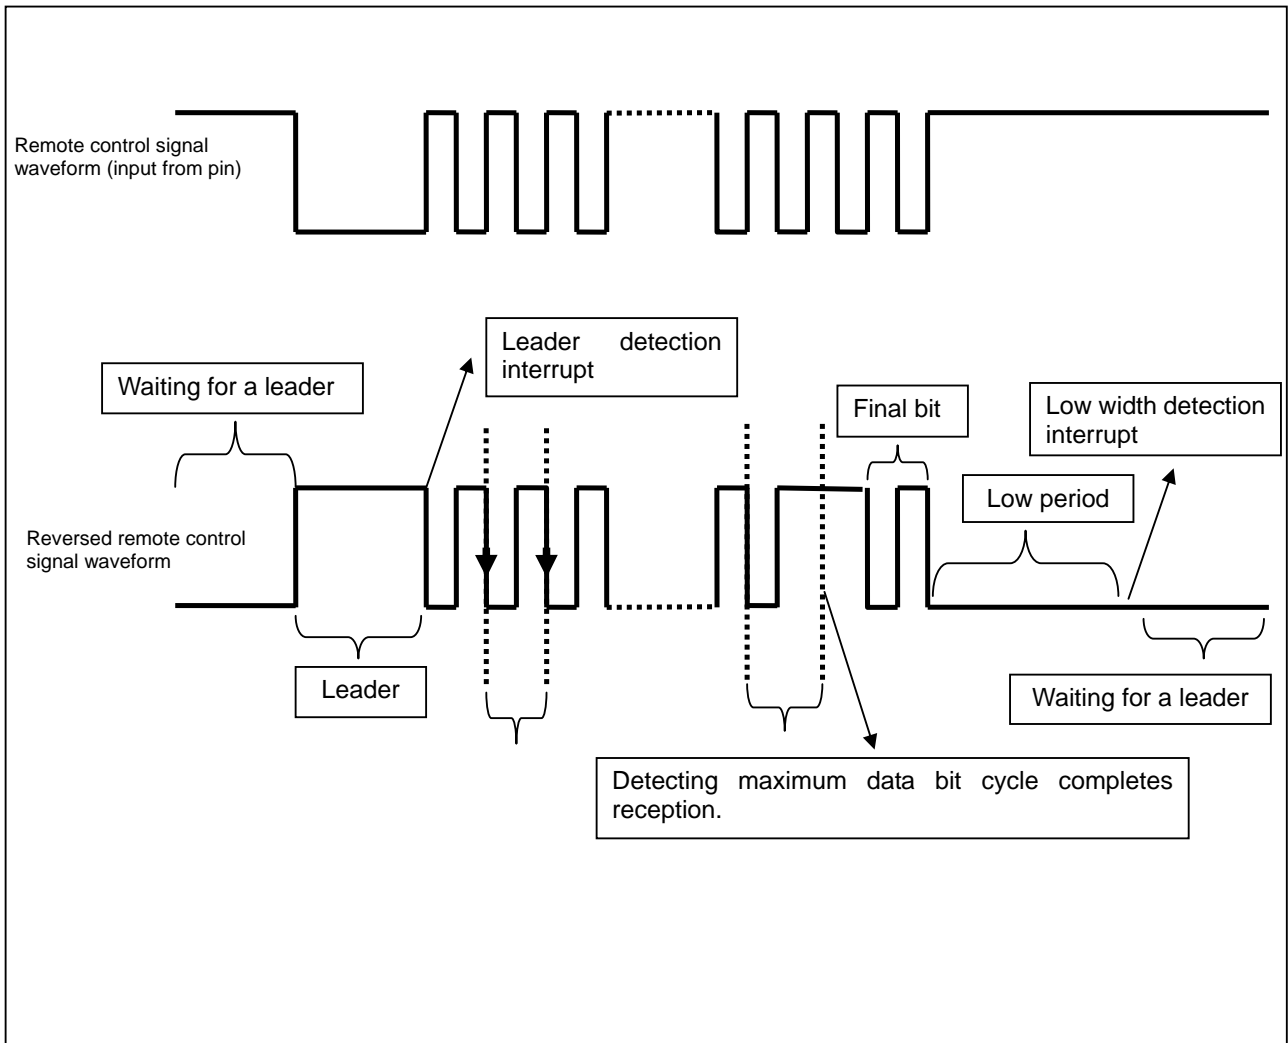 Remote control signal
waveform (input from pin)
Leader detection
interrupt
Waiting for a leader
Final bit
Low width detection
interrupt
Low period
Reversed remote control
signal waveform
Leader
Waiting for a leader
Detecting maximum data bit cycle completes
reception.